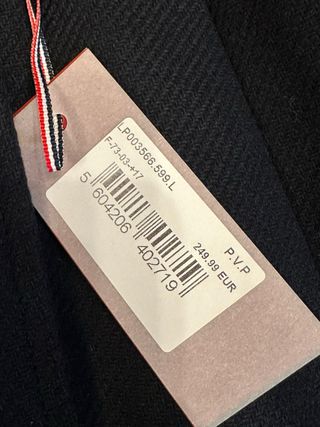 LP003566.599.L
F-73-03-+17
5 604206 402719
P.V.P
249.99 EUR